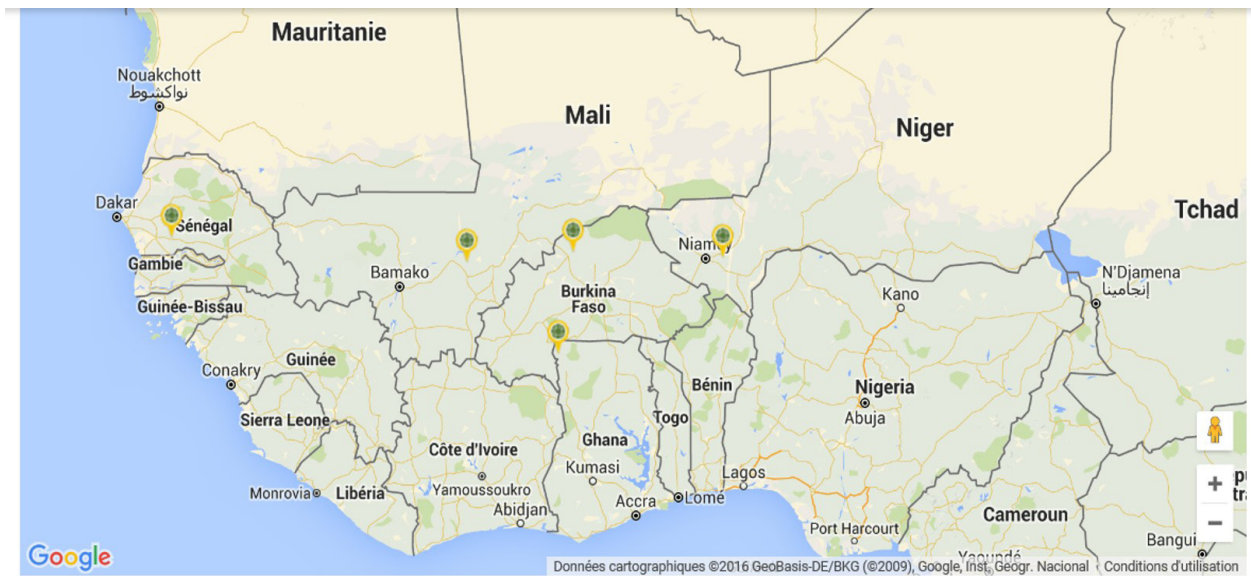 Mauritanie
Nouakchott
نواكشوط
Mali
Niger
Tchad
Dakar
Sénégal
Niamey
Gambie
Bamako
N'Djamena
إنجامينا
Guinée-Bissau
Burkina
Faso
Kano
Guinée
Conakry
Bénin
Nigeria
Abuja
Sierra Leone
Togo
Ghana
Côte d'Ivoire
Kumasi
Lagos
Monrovia
Libéria
Yamoussoukro
Accra
Lomé
Abidjan
Cameroun
Port Harcourt
Bangui
Yaoundé
+
−
Google
Données cartographiques ©2016 GeoBasis-DE/BKG (©2009), Google, Inst. Geogr. Nacional
Conditions d'utilisation